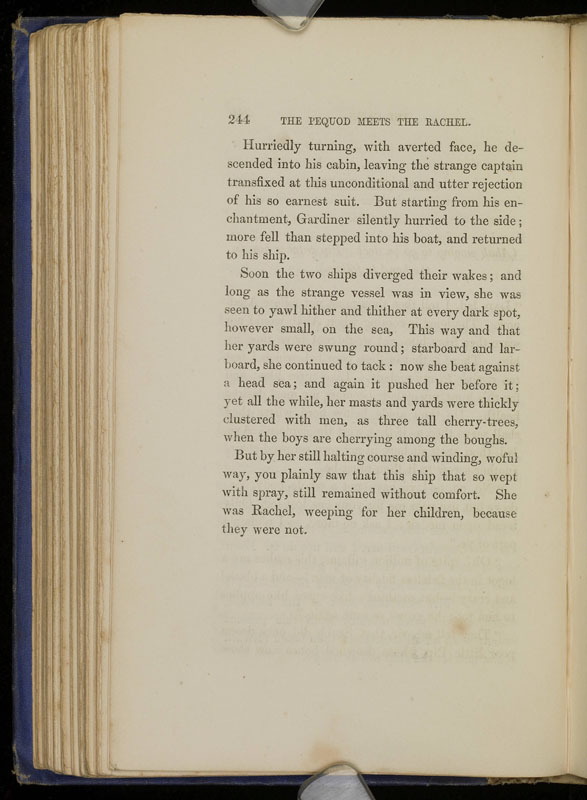 244 THE PEQUOD MEETS THE RACHEL.
Hurriedly turning, with averted face, he de-
scended into his cabin, leaving the strange captain
transfixed at this unconditional and utter rejection
of his so earnest suit. But starting from his en-
chantment, Gardiner silently hurried to the side;
more fell than stepped into his boat, and returned
to his ship.
Soon the two ships diverged their wakes; and
long as the strange vessel was in view, she was
seen to yawl hither and thither at every dark spot,
however small, on the sea, This way and that
her yards were swung round; starboard and lar-
board, she continued to tack: now she beat against
a head sea; and again it pushed her before it;
yet all the while, her masts and yards were thickly
clustered with men, as three tall cherry-trees,
when the boys are cherrying among the boughs.
But by her still halting course and winding, woful
way, you plainly saw that this ship that so wept
with spray, still remained without comfort. She
was Rachel, weeping for her children, because
they were not.